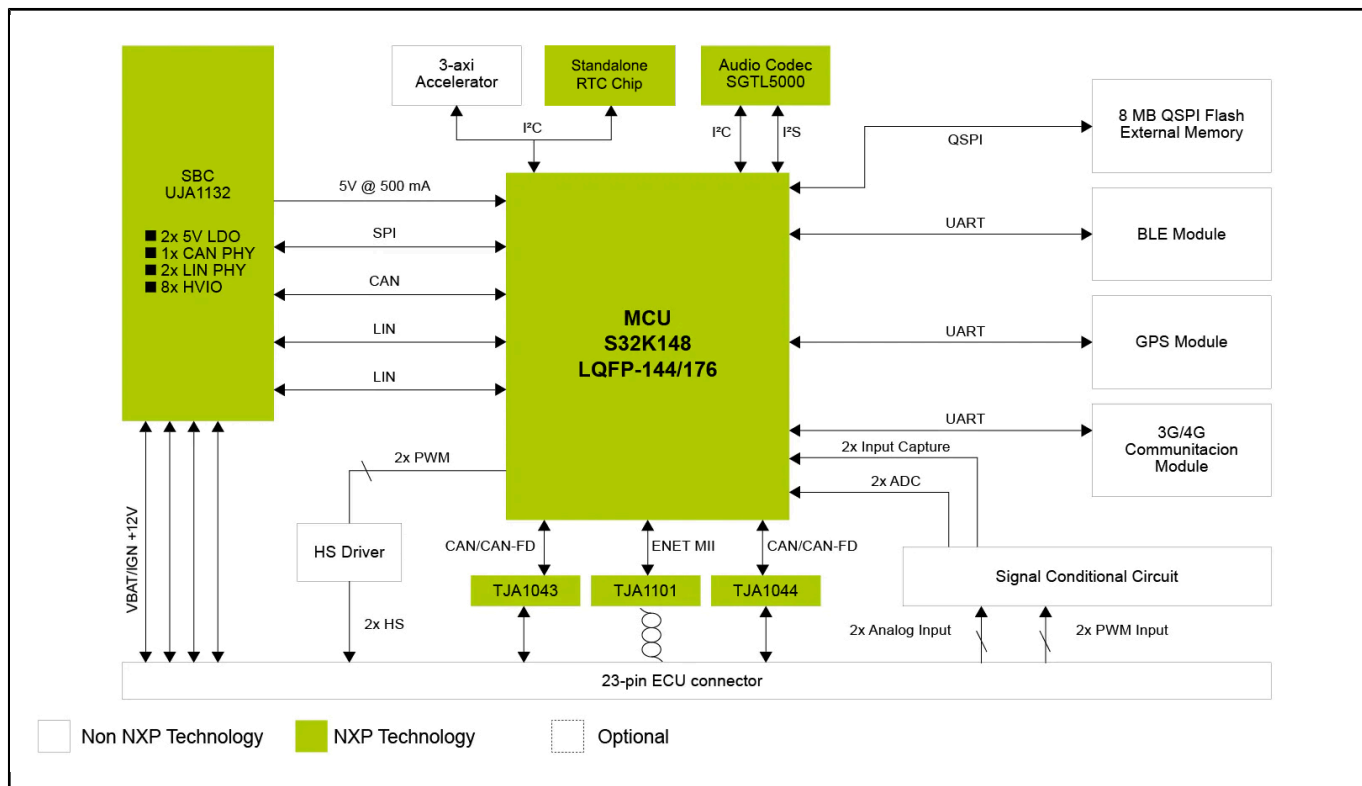 3-axi
Accelerator
Standalone
RTC Chip
Audio Codec
SGTL5000
I²C
I²C
I²S
QSPI
8 MB QSPI Flash
External Memory
SBC
UJA1132
■ 2x 5V LDO
■ 1x CAN PHY
■ 2x LIN PHY
■ 8x HVIO
5V @ 500 mA
SPI
CAN
LIN
LIN
MCU
S32K148
LQFP-144/176
UART
BLE Module
UART
GPS Module
UART
3G/4G
Communitacion
Module
2x Input Capture
2x ADC
2x PWM
VBAT/IGN +12V
HS Driver
2x HS
CAN/CAN-FD
ENET MII
CAN/CAN-FD
TJA1043
TJA1101
TJA1044
Signal Conditional Circuit
2x Analog Input
2x PWM Input
23-pin ECU connector
Non NXP Technology
NXP Technology
Optional